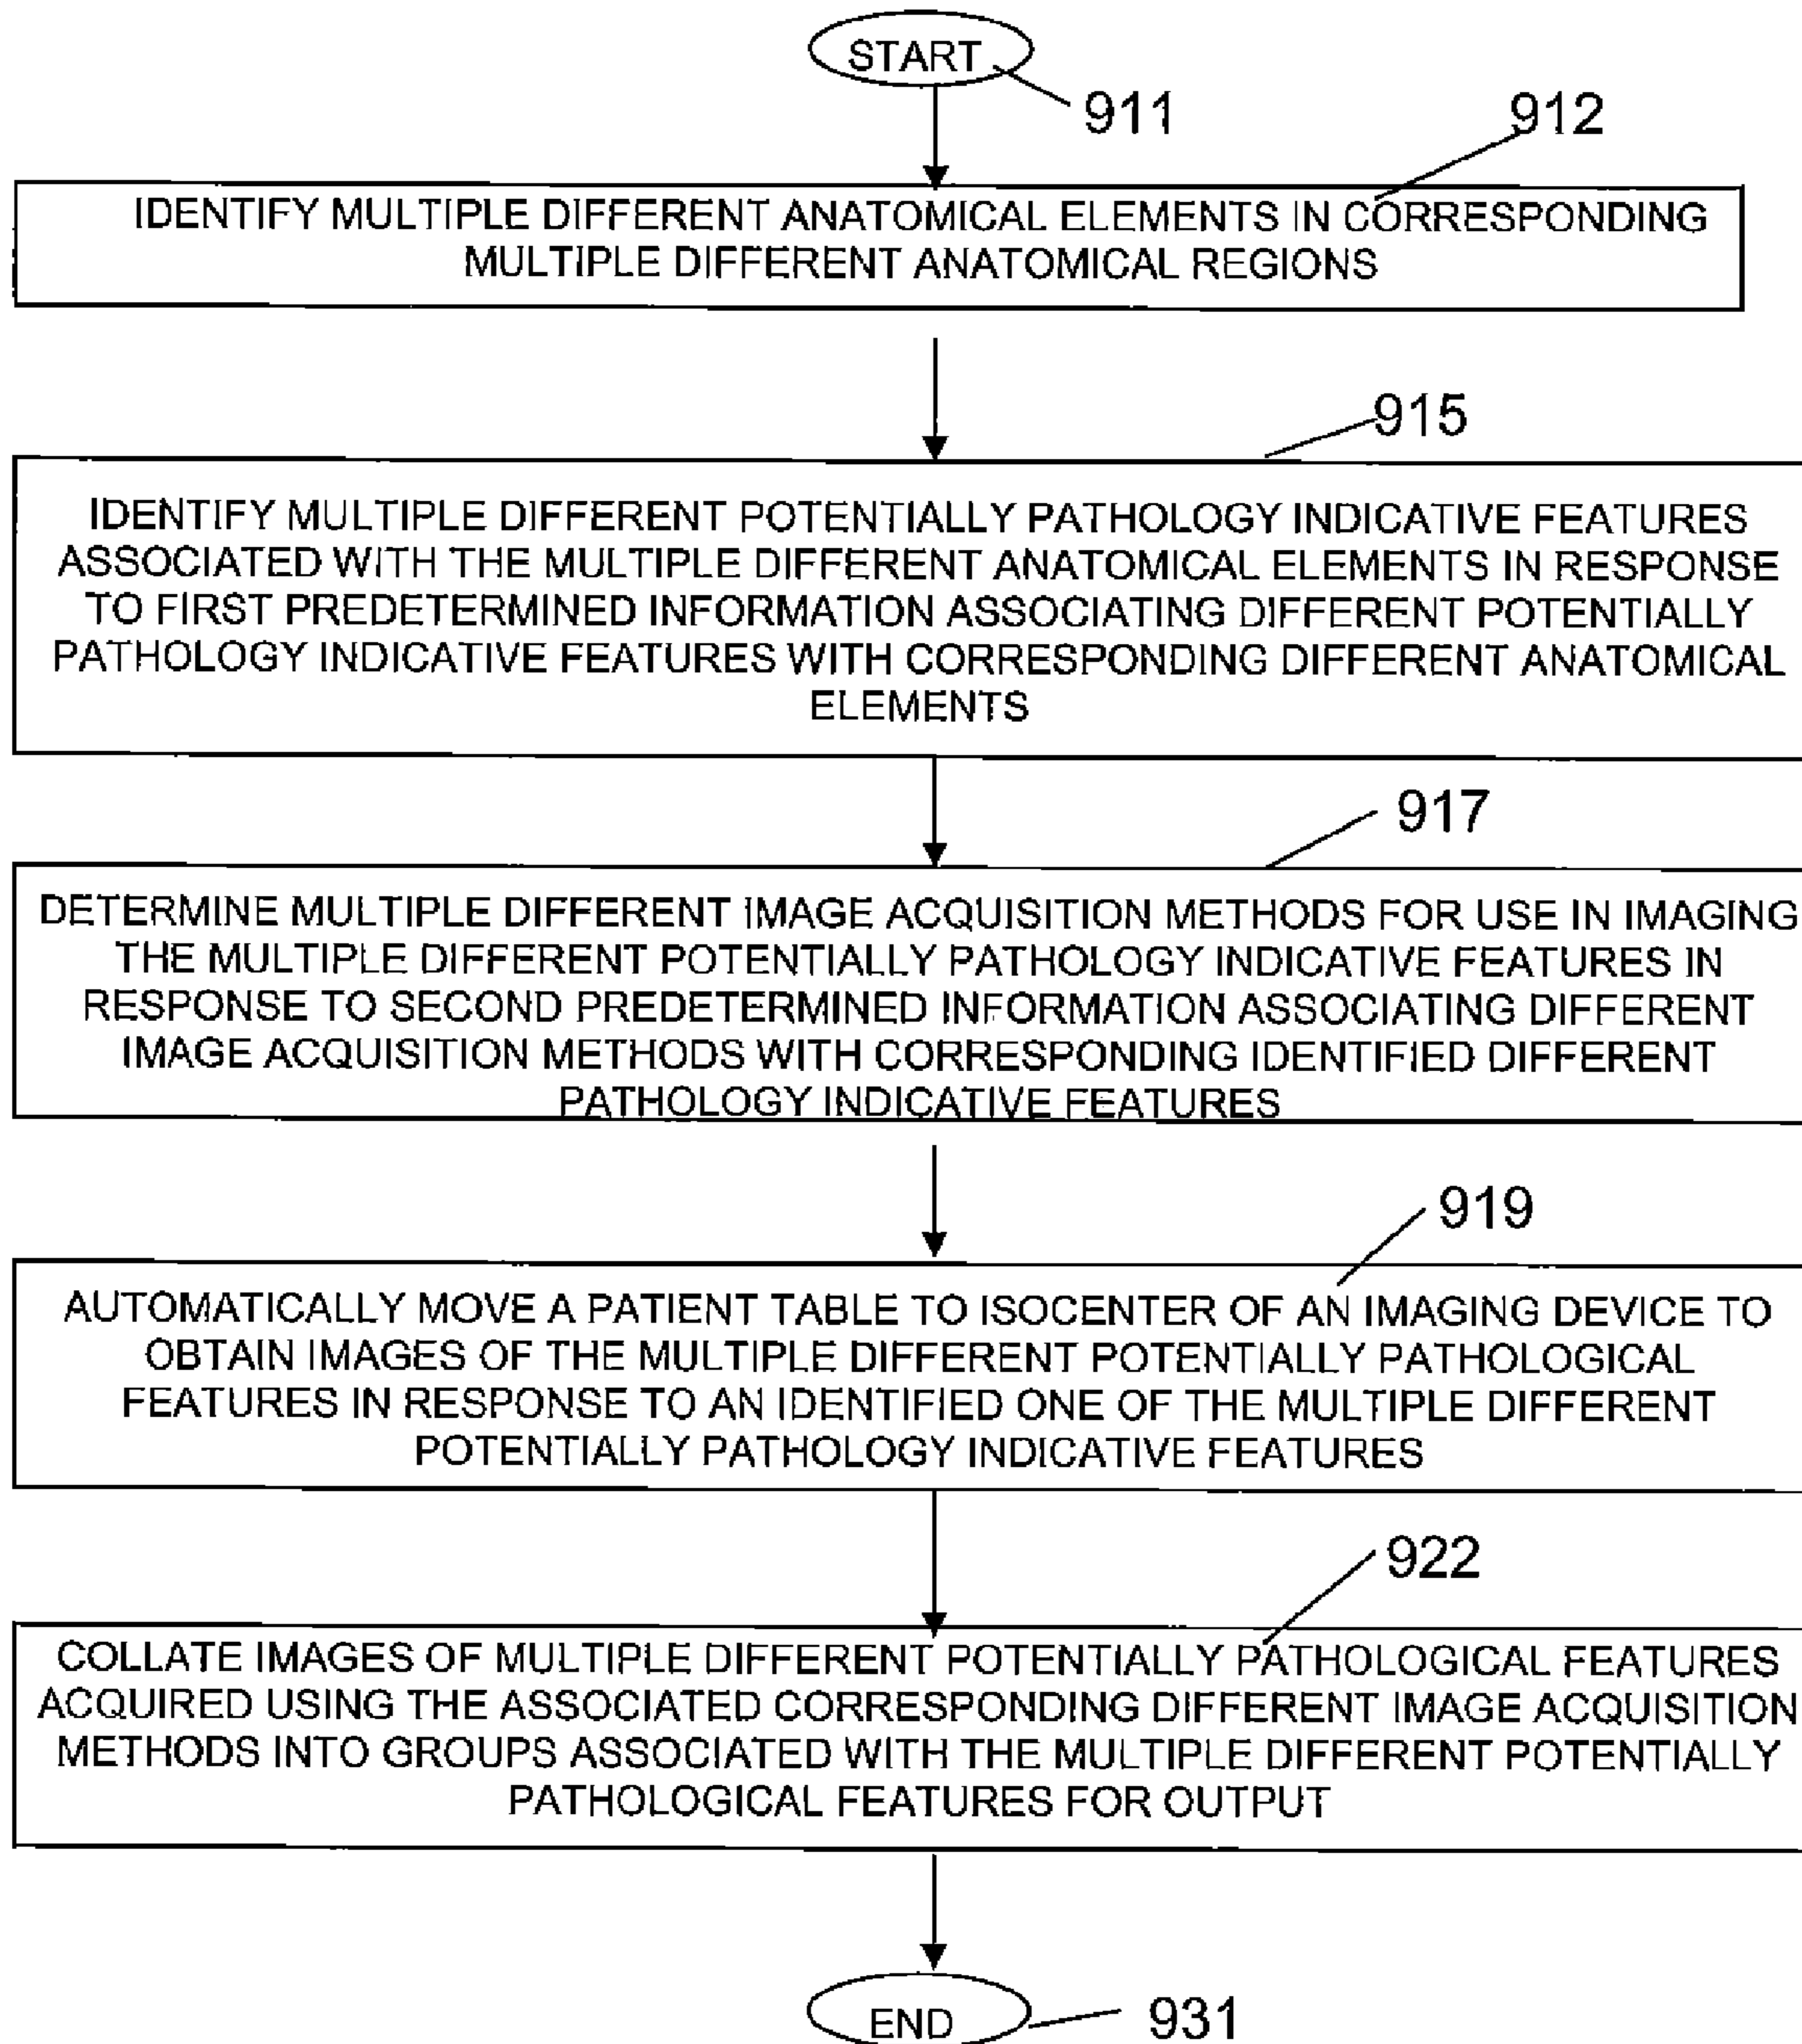 START
911
912
IDENTIFY MULTIPLE DIFFERENT ANATOMICAL ELEMENTS IN CORRESPONDING
MULTIPLE DIFFERENT ANATOMICAL REGIONS
915
IDENTIFY MULTIPLE DIFFERENT POTENTIALLY PATHOLOGY INDICATIVE FEATURES
ASSOCIATED WITH THE MULTIPLE DIFFERENT ANATOMICAL ELEMENTS IN RESPONSE
TO FIRST PREDETERMINED INFORMATION ASSOCIATING DIFFERENT POTENTIALLY
PATHOLOGY INDICATIVE FEATURES WITH CORRESPONDING DIFFERENT ANATOMICAL
ELEMENTS
917
DETERMINE MULTIPLE DIFFERENT IMAGE ACQUISITION METHODS FOR USE IN IMAGING
THE MULTIPLE DIFFERENT POTENTIALLY PATHOLOGY INDICATIVE FEATURES IN
RESPONSE TO SECOND PREDETERMINED INFORMATION ASSOCIATING DIFFERENT
IMAGE ACQUISITION METHODS WITH CORRESPONDING IDENTIFIED DIFFERENT
PATHOLOGY INDICATIVE FEATURES
919
AUTOMATICALLY MOVE A PATIENT TABLE TO ISOCENTER OF AN IMAGING DEVICE TO
OBTAIN IMAGES OF THE MULTIPLE DIFFERENT POTENTIALLY PATHOLOGICAL
FEATURES IN RESPONSE TO AN IDENTIFIED ONE OF THE MULTIPLE DIFFERENT
POTENTIALLY PATHOLOGY INDICATIVE FEATURES
922
COLLATE IMAGES OF MULTIPLE DIFFERENT POTENTIALLY PATHOLOGICAL FEATURES
ACQUIRED USING THE ASSOCIATED CORRESPONDING DIFFERENT IMAGE ACQUISITION
METHODS INTO GROUPS ASSOCIATED WITH THE MULTIPLE DIFFERENT POTENTIALLY
PATHOLOGICAL FEATURES FOR OUTPUT
END
931